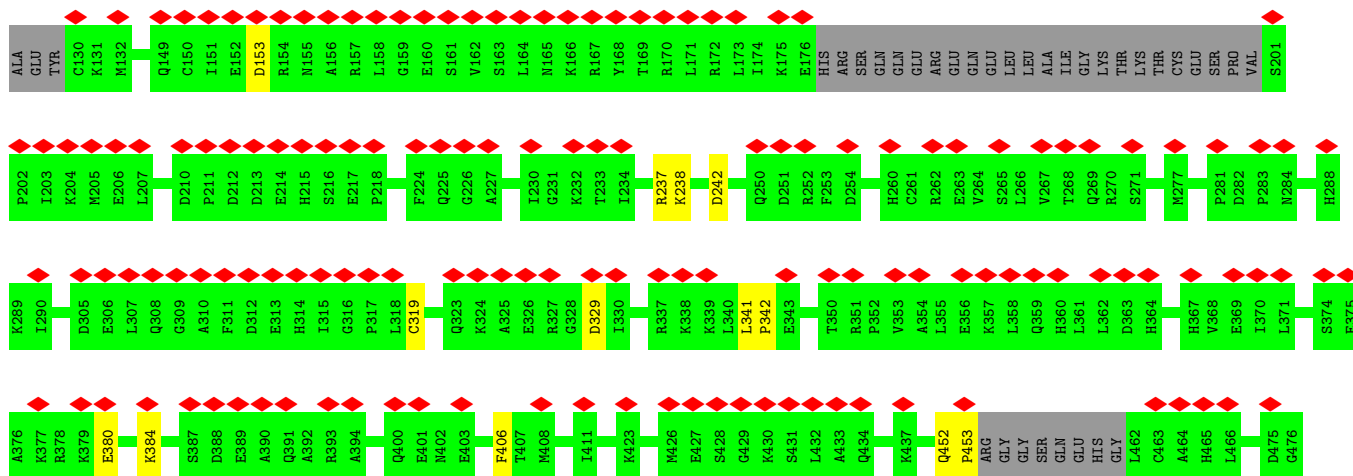 ALA GLU TYR C130 K131 M132 Q149 C150 I151 E152 D153 R154 N155 A156 R157 L158 G159 E160 S161 V162 S163 L164 N165 K166 R167 Y168 T169 R170 L171 R172 L173 I174 K175 E176 HIS ARG SER GLN GLN GLU ARG GLU GLN GLU LEU LEU ALA ILE GLY LYS THR LYS THR CYS GLU SER PRO VAL S201
P202 I203 K204 M205 E206 L207 D210 P211 D212 D213 E214 H215 S216 E217 P218 F224 Q225 G226 A227 I230 G231 K232 T233 I234 R237 K238 D242 Q250 D251 R252 F253 D254 H260 C261 R262 E263 V264 S265 L266 V267 T268 Q269 R270 S271 M277 P281 D282 P283 N284 H288
K289 I290 D305 E306 L307 Q308 G309 A310 F311 D312 E313 H314 I315 G316 P317 L318 C319 Q323 K324 A325 E326 R327 G328 D329 I330 R337 K338 K339 L340 L341 P342 E343 T350 R351 P352 V353 A354 L355 E356 K357 L358 Q359 H360 L361 L362 D363 H364 H367 V368 E369 I370 L371 S374
A376 K377 R378 K379 E380 K384 S387 D388 E389 A390 Q391 A392 R393 A394 Q400 E401 N402 E403 F406 T407 M408 I411 K423 M426 E427 S428 G429 K430 S431 L432 A433 Q434 K437 Q452 P453 ARG GLY GLY SER GLN GLU HIS GLY L462 C463 A464 H465 L466 D475 G476